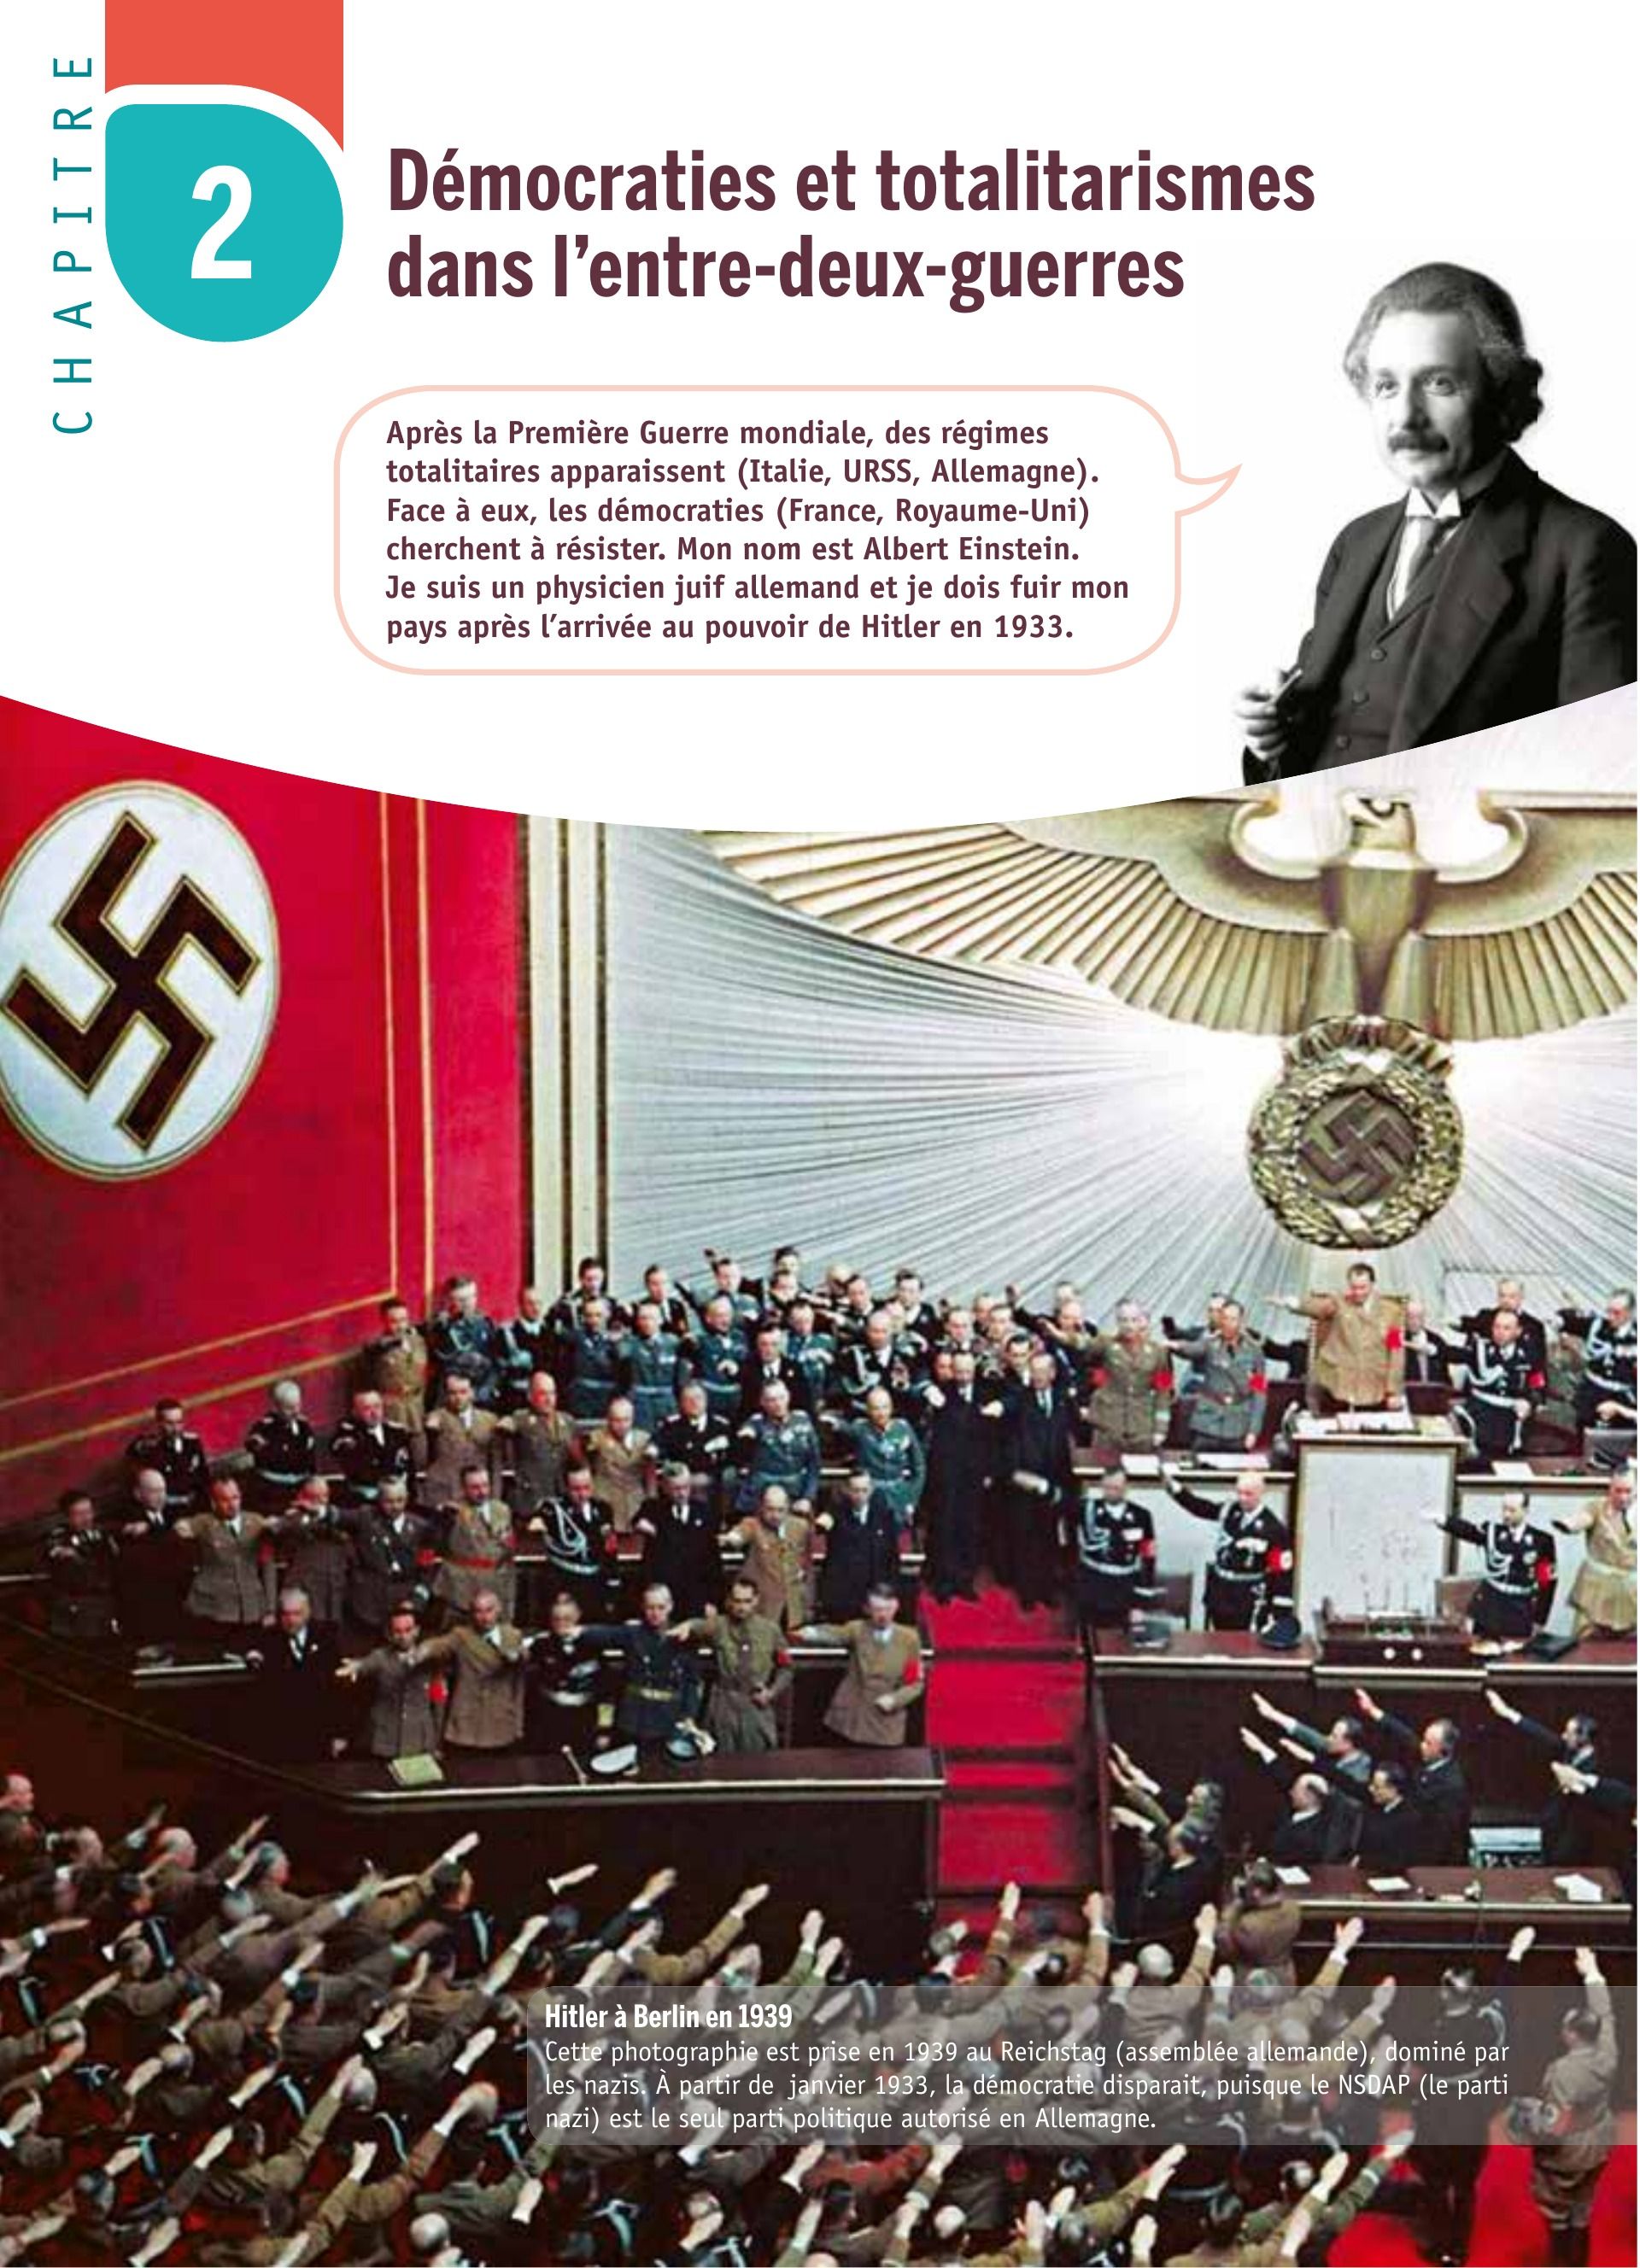 CHAPITRE
2
Démocraties et totalitarismes
dans l'entre-deux-guerres
Après la Première Guerre mondiale, des régimes
totalitaires apparaissent (Italie, URSS, Allemagne).
Face à eux, les démocraties (France, Royaume-Uni)
cherchent à résister. Mon nom est Albert Einstein.
Je suis un physicien juif allemand et je dois fuir mon
pays après l'arrivée au pouvoir de Hitler en 1933.
Hitler à Berlin en 1939
Cette photographie est prise en 1939 au Reichstag (assemblée allemande), dominé par
les nazis. À partir de janvier 1933, la démocratie disparait, puisque le NSDAP (le parti
nazi) est le seul parti politique autorisé en Allemagne.